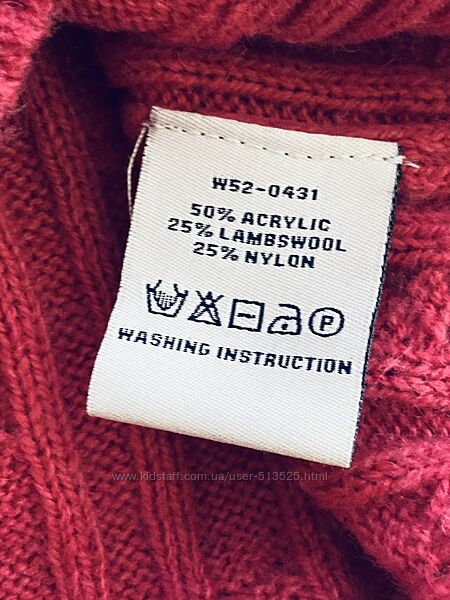 W52-0431
50% ACRYLIC
25% LAMBSWOOL
25% NYLON
P
WASHING INSTRUCTION
www.kidstaff.com.ua/user-513525.html